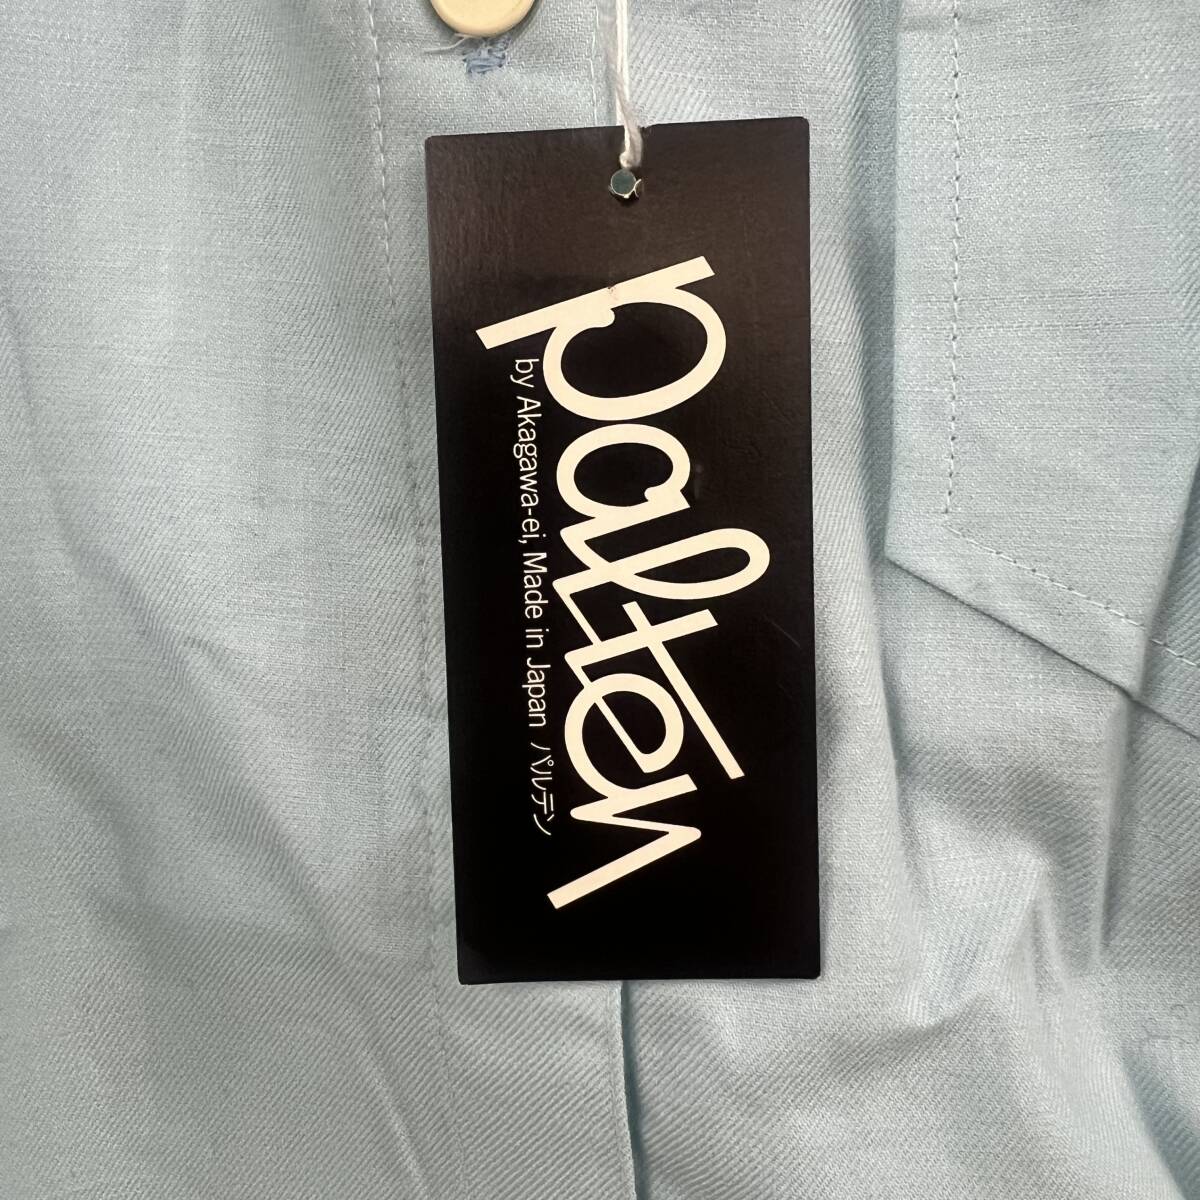 palten
by Akagawa-ei, Made in Japan パルテン